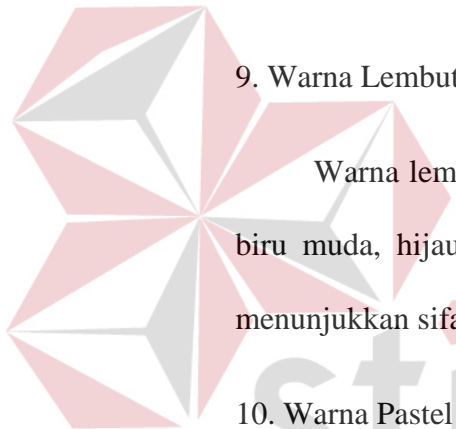 9. Warna Lembut
Warna lem
biru muda, hijau
menunjukkan sifa
10. Warna Pastel